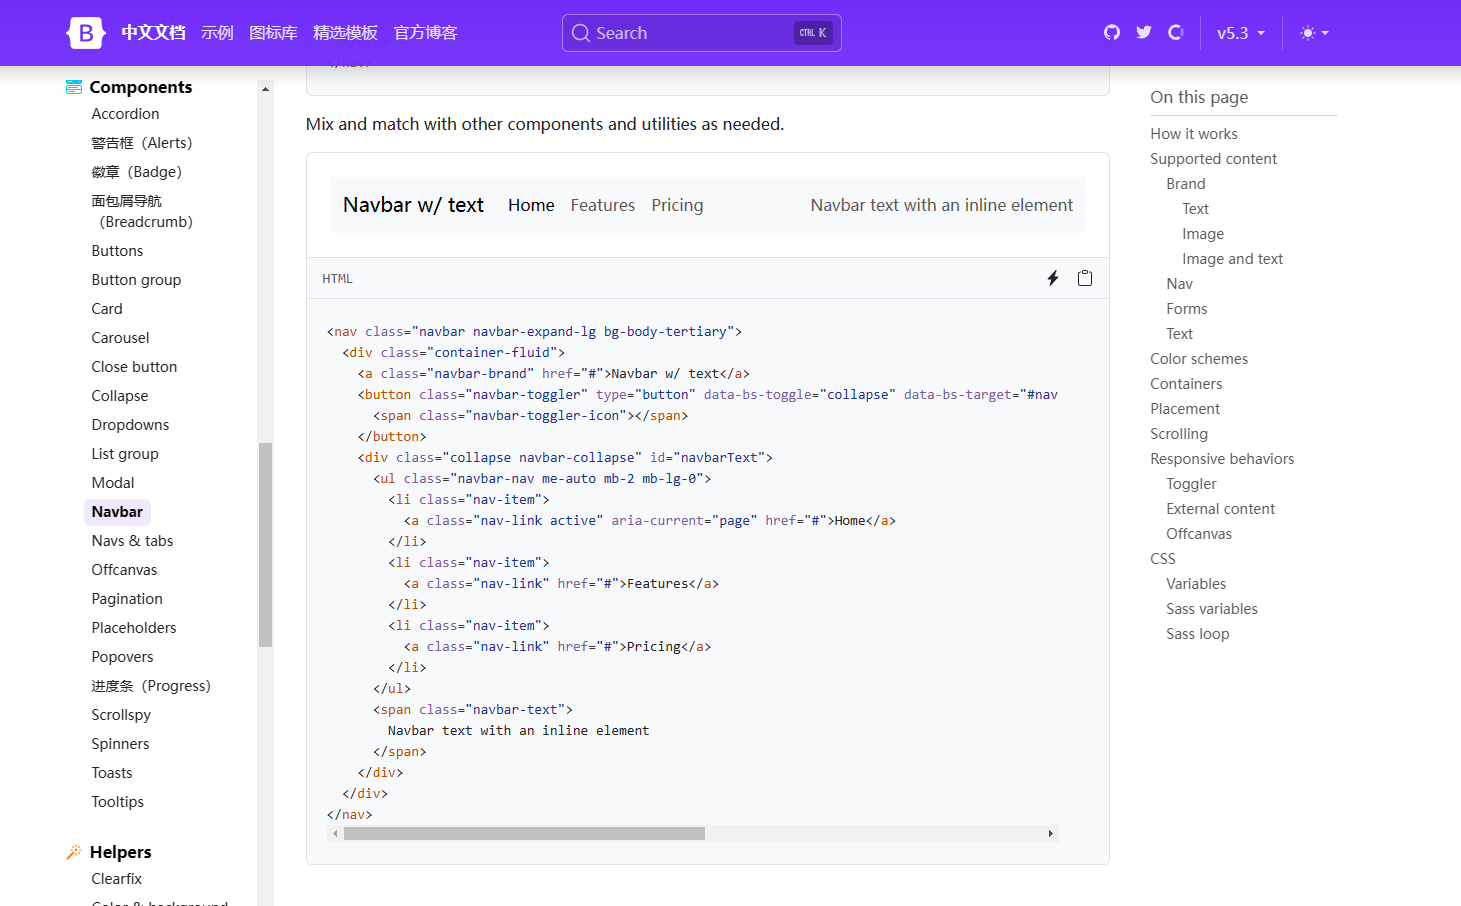 B 中文文档 示例 图标库 精选模板 官方博客 Search CTRL K v5.3
Components
Accordion
警告框（Alerts）
徽章（Badge）
面包屑导航
（Breadcrumb）
Buttons
Button group
Card
Carousel
Close button
Collapse
Dropdowns
List group
Modal
Navbar
Navs & tabs
Offcanvas
Pagination
Placeholders
Popovers
进度条（Progress）
Scrollspy
Spinners
Toasts
Tooltips
Helpers
Clearfix
Color & background
</nav>
Mix and match with other components and utilities as needed.
Navbar w/ text Home Features Pricing Navbar text with an inline element
HTML
<nav class="navbar navbar-expand-lg bg-body-tertiary">
<div class="container-fluid">
<a class="navbar-brand" href="#">Navbar w/ text</a>
<button class="navbar-toggler" type="button" data-bs-toggle="collapse" data-bs-target="#nav
<span class="navbar-toggler-icon"></span>
</button>
<div class="collapse navbar-collapse" id="navbarText">
<ul class="navbar-nav me-auto mb-2 mb-lg-0">
<li class="nav-item">
<a class="nav-link active" aria-current="page" href="#">Home</a>
</li>
<li class="nav-item">
<a class="nav-link" href="#">Features</a>
</li>
<li class="nav-item">
<a class="nav-link" href="#">Pricing</a>
</li>
</ul>
<span class="navbar-text">
Navbar text with an inline element
</span>
</div>
</div>
</nav>
On this page
How it works
Supported content
Brand
Text
Image
Image and text
Nav
Forms
Text
Color schemes
Containers
Placement
Scrolling
Responsive behaviors
Toggler
External content
Offcanvas
CSS
Variables
Sass variables
Sass loop